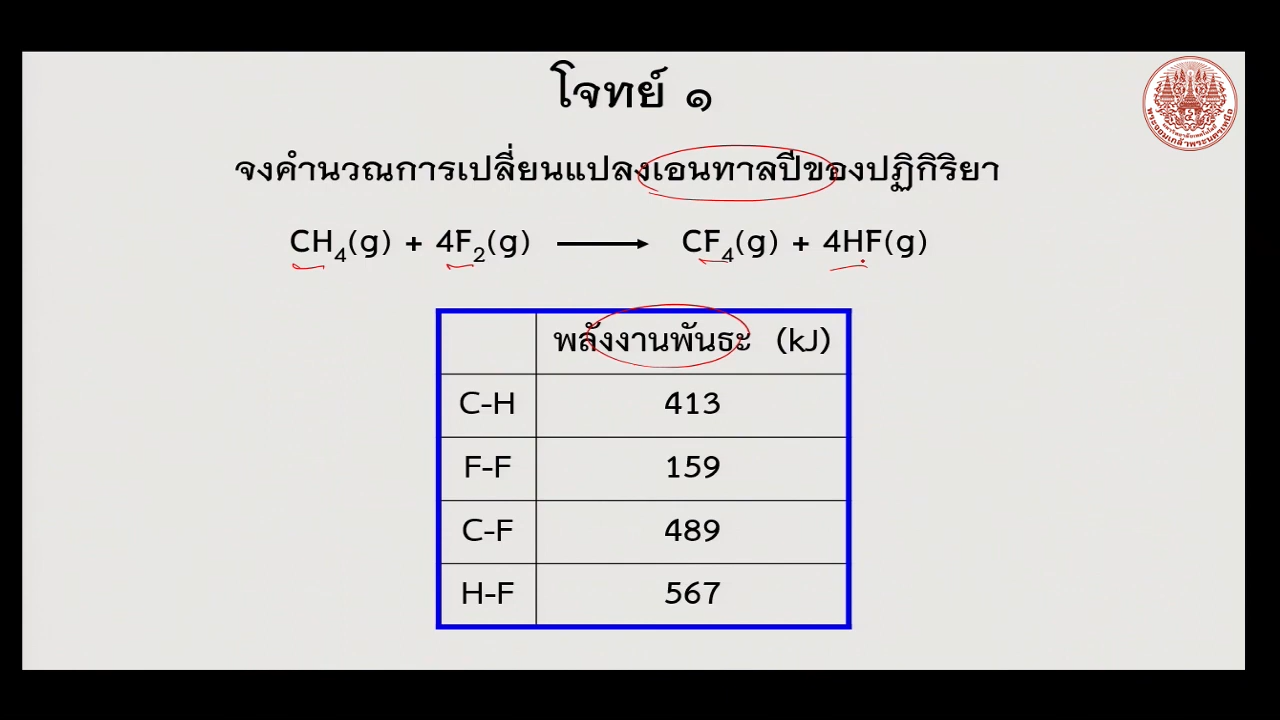 โจทย์ ๑
จงคำนวณการเปลี่ยนแปลงเอนทาลปีของปฏิกิริยา
CH₄(g) + 4F₂(g) ⟶ CF₄(g) + 4HF(g)
พลังงานพันธะ (kJ)
C-H 413
F-F 159
C-F 489
H-F 567